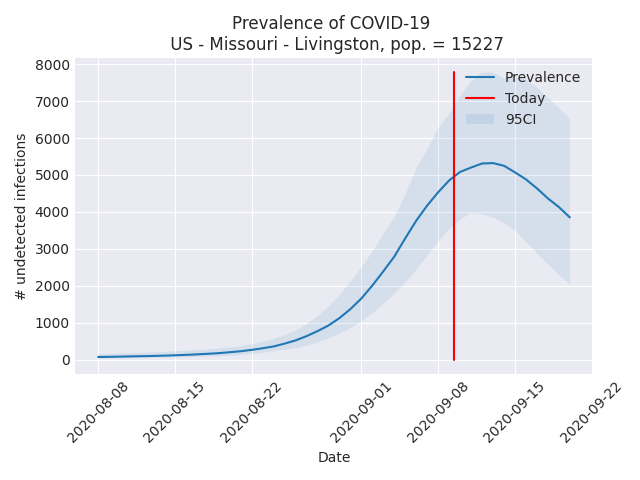 Prevalence of COVID-19
US - Missouri - Livingston, pop. = 15227
8000
7000
6000
5000
4000
3000
2000
1000
0
# undetected infections
Prevalence
Today
95CI
2020-08-08
2020-08-15
2020-08-22
2020-09-01
2020-09-08
2020-09-15
2020-09-22
Date